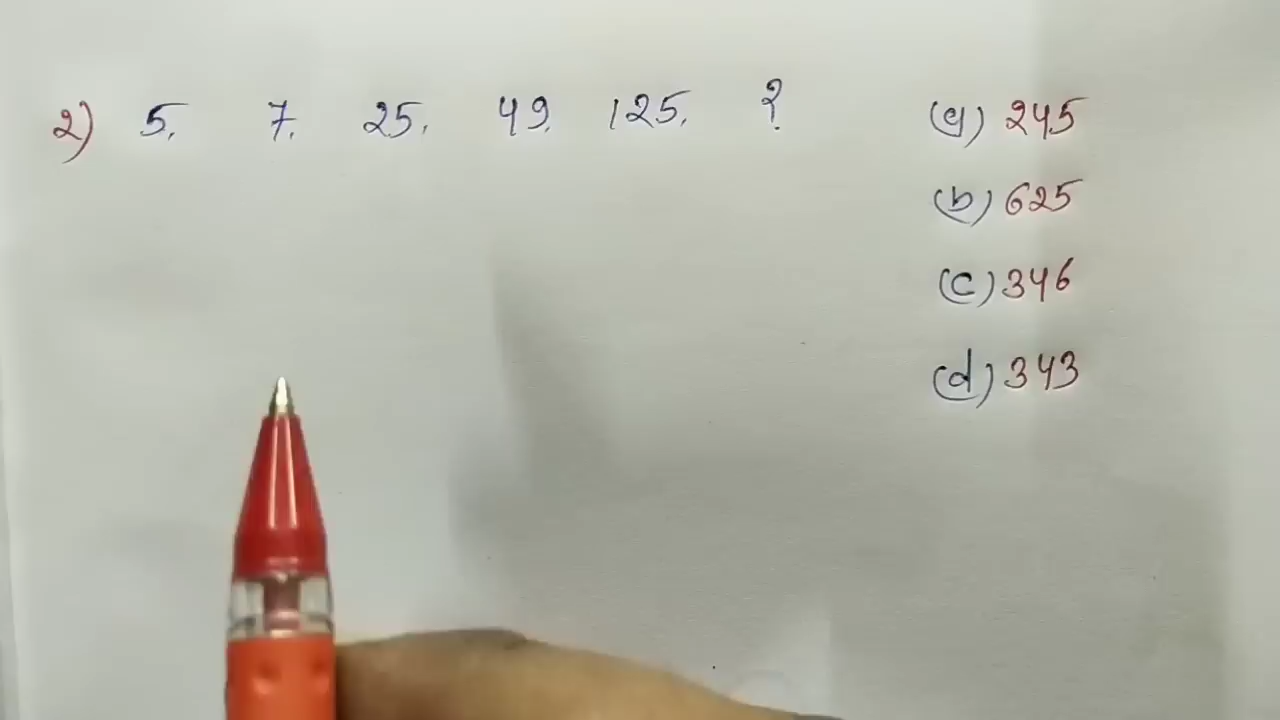 2) 5, 7, 25, 49, 125, ?
(a) 245
(b) 625
(c) 346
(d) 343